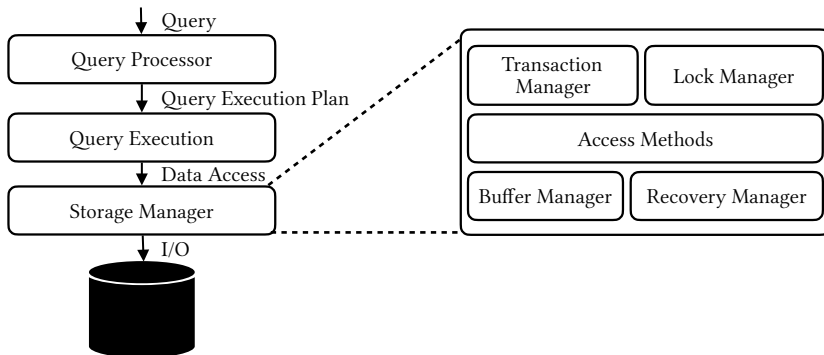 Query
Query Processor
Query Execution Plan
Query Execution
Data Access
Storage Manager
I/O
Transaction
Manager
Lock Manager
Access Methods
Buffer Manager
Recovery Manager